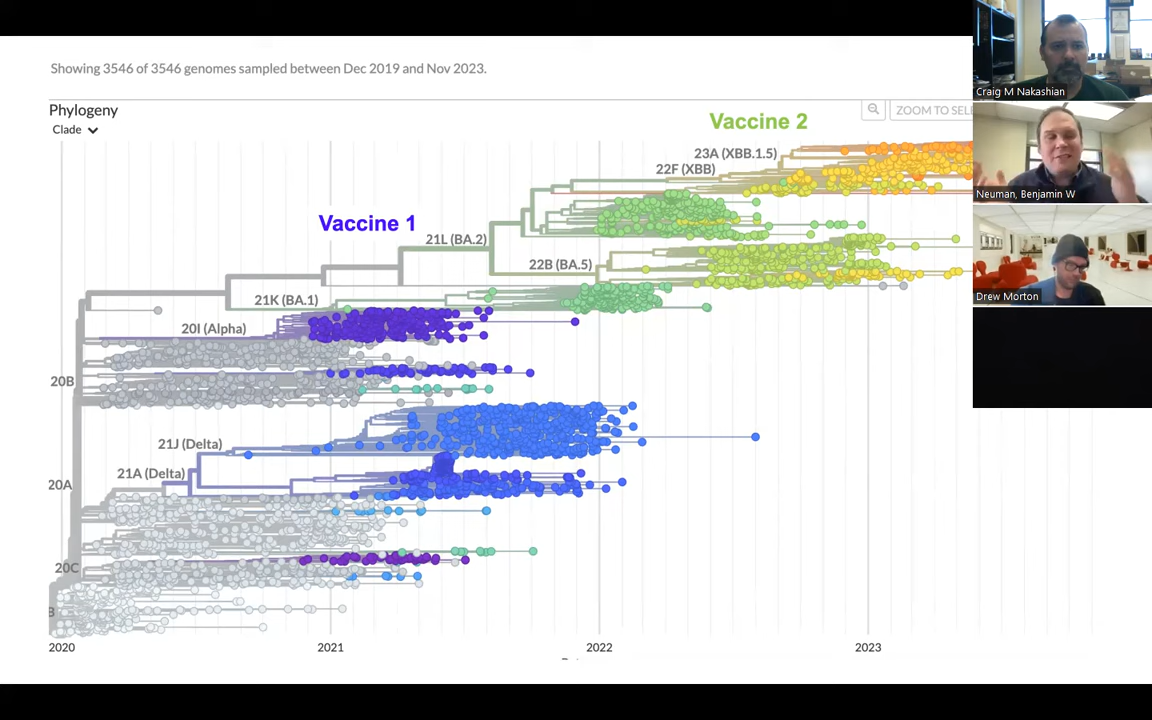 Showing 3546 of 3546 genomes sampled between Dec 2019 and Nov 2023.
Phylogeny
Clade
ZOOM TO SEL
Vaccine 2
23A (XBB.1.5)
22F (XBB)
Vaccine 1
21L (BA.2)
22B (BA.5)
21K (BA.1)
20I (Alpha)
20B
21J (Delta)
21A (Delta)
20A
20C
B
2020
2021
2022
2023
Craig M Nakashian
Neuman, Benjamin W
Drew Morton